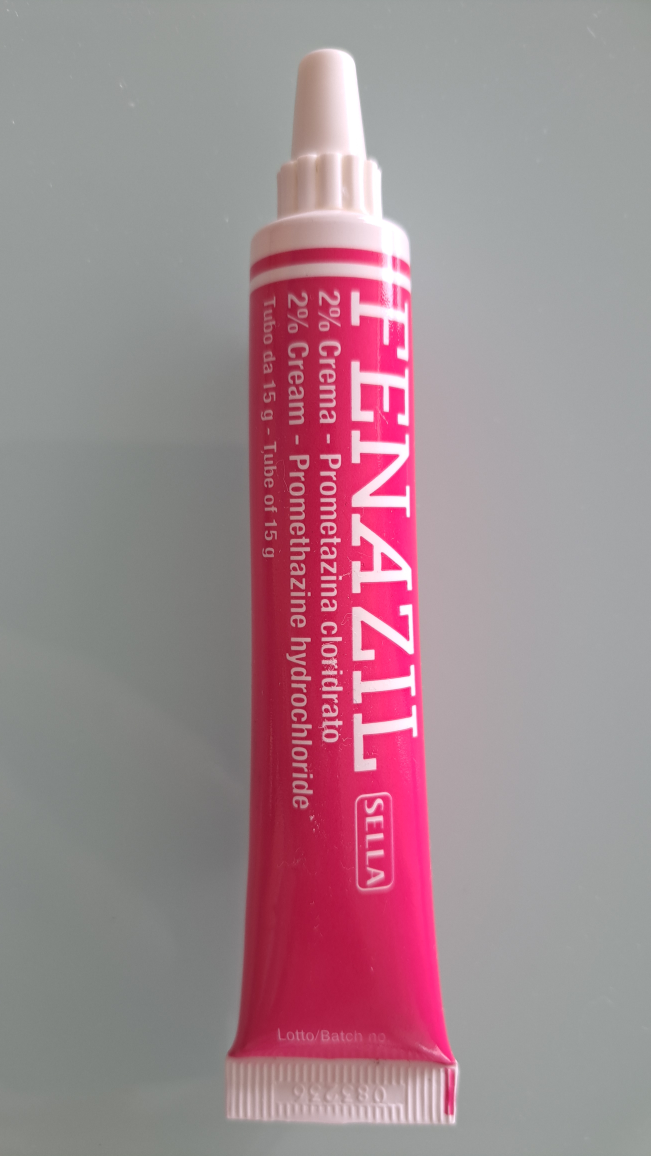 FENAZIL
SELLA
2% Crema - Prometazina cloridrato
2% Cream - Promethazine hydrochloride
Tubo da 15 g - Tube of 15 g
Lotto/Batch no